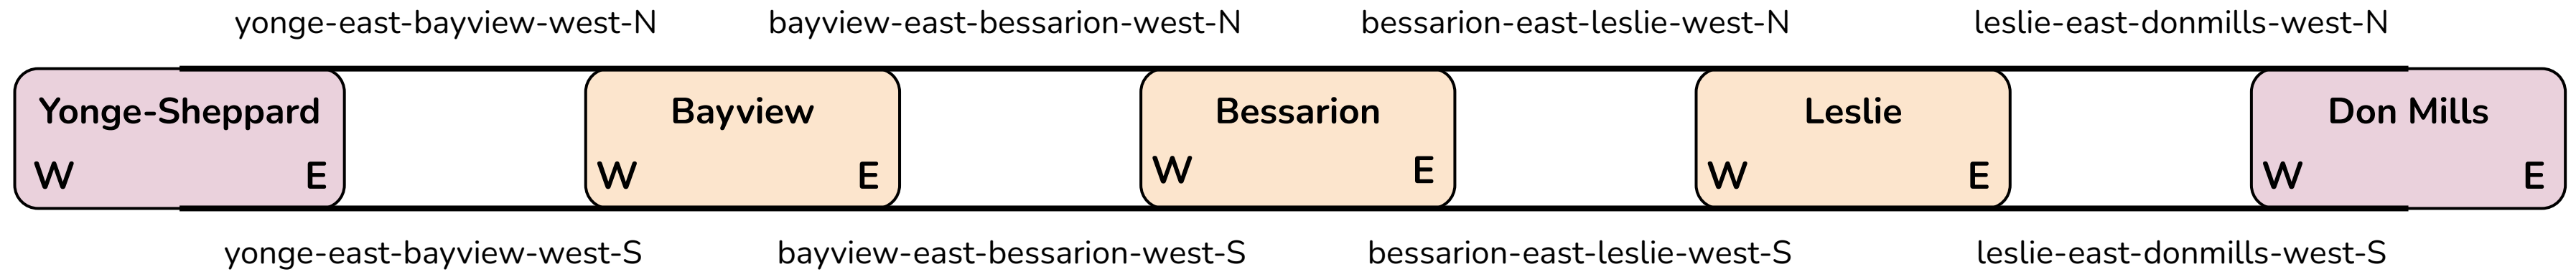 yonge-east-bayview-west-N bayview-east-bessarion-west-N bessarion-east-leslie-west-N leslie-east-donmills-west-N
Yonge-Sheppard Bayview Bessarion Leslie Don Mills
W E W E W E W E W E
yonge-east-bayview-west-S bayview-east-bessarion-west-S bessarion-east-leslie-west-S leslie-east-donmills-west-S